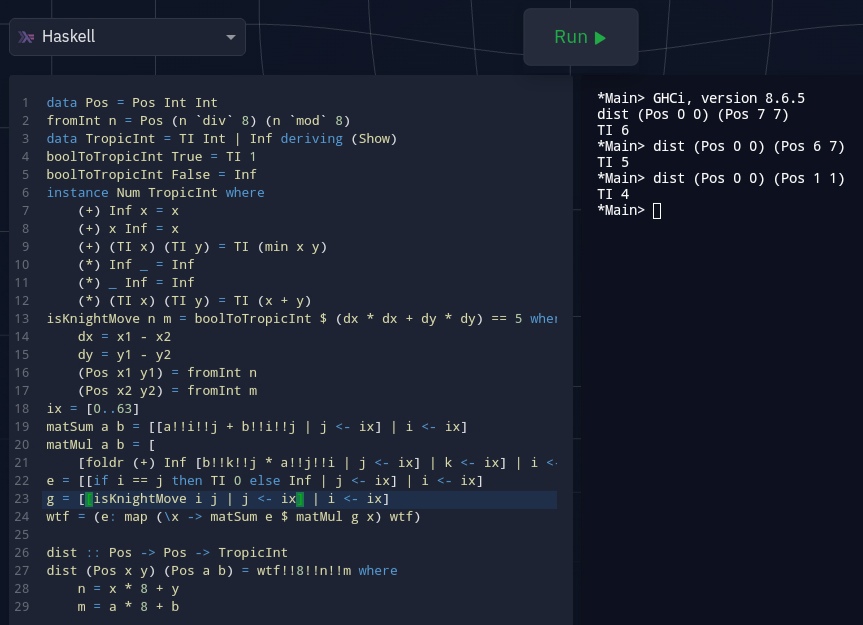 Haskell
Run
1 data Pos = Pos Int Int
2 fromInt n = Pos (n `div` 8) (n `mod` 8)
3 data TropicInt = TI Int | Inf deriving (Show)
4 boolToTropicInt True = TI 1
5 boolToTropicInt False = Inf
6 instance Num TropicInt where
7     (+) Inf x = x
8     (+) x Inf = x
9     (+) (TI x) (TI y) = TI (min x y)
10     (*) Inf _ = Inf
11     (*) _ Inf = Inf
12     (*) (TI x) (TI y) = TI (x + y)
13 isKnightMove n m = boolToTropicInt $ (dx * dx + dy * dy) == 5 wher
14     dx = x1 - x2
15     dy = y1 - y2
16     (Pos x1 y1) = fromInt n
17     (Pos x2 y2) = fromInt m
18 ix = [0..63]
19 matSum a b = [[a!!i!!j + b!!i!!j | j <- ix] | i <- ix]
20 matMul a b = [
21     [foldr (+) Inf [b!!k!!j * a!!j!!i | j <- ix] | k <- ix] | i <-
22 e = [[if i == j then TI 0 else Inf | j <- ix] | i <- ix]
23 g = [[isKnightMove i j | j <- ix] | i <- ix]
24 wtf = (e: map (\x -> matSum e $ matMul g x) wtf)
25
26 dist :: Pos -> Pos -> TropicInt
27 dist (Pos x y) (Pos a b) = wtf!!8!!n!!m where
28     n = x * 8 + y
29     m = a * 8 + b
*Main> GHCi, version 8.6.5
dist (Pos 0 0) (Pos 7 7)
TI 6
*Main> dist (Pos 0 0) (Pos 6 7)
TI 5
*Main> dist (Pos 0 0) (Pos 1 1)
TI 4
*Main>